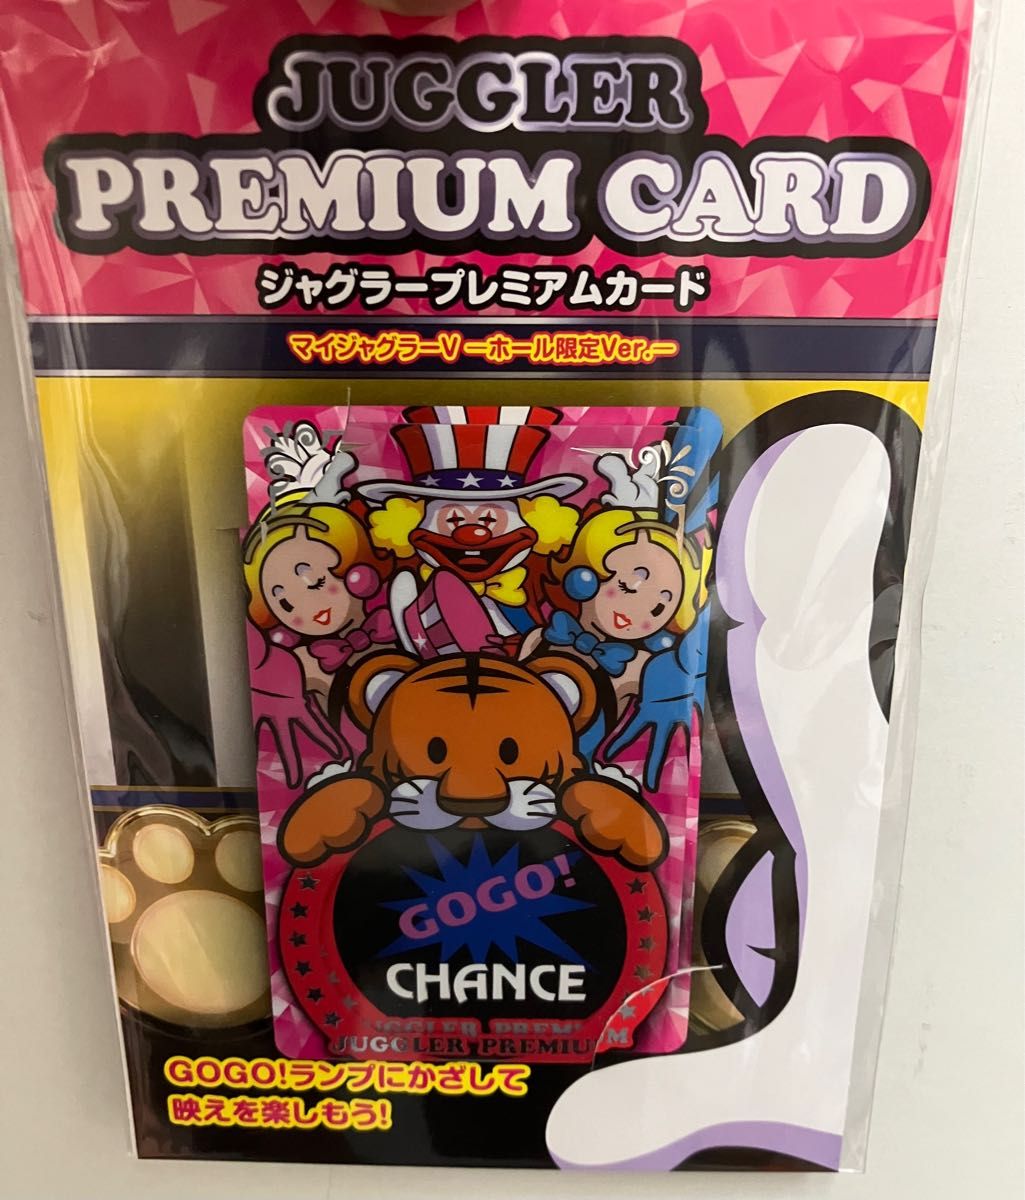 JUGGLER
PREMIUM CARD
ジャグラープレミアムカード
マイジャグラーV ーホール限定Ver.ー
GOGO!
CHANCE
JUGGLER PREMIUM
GOGO!ランプにかざして
映えを楽しもう!